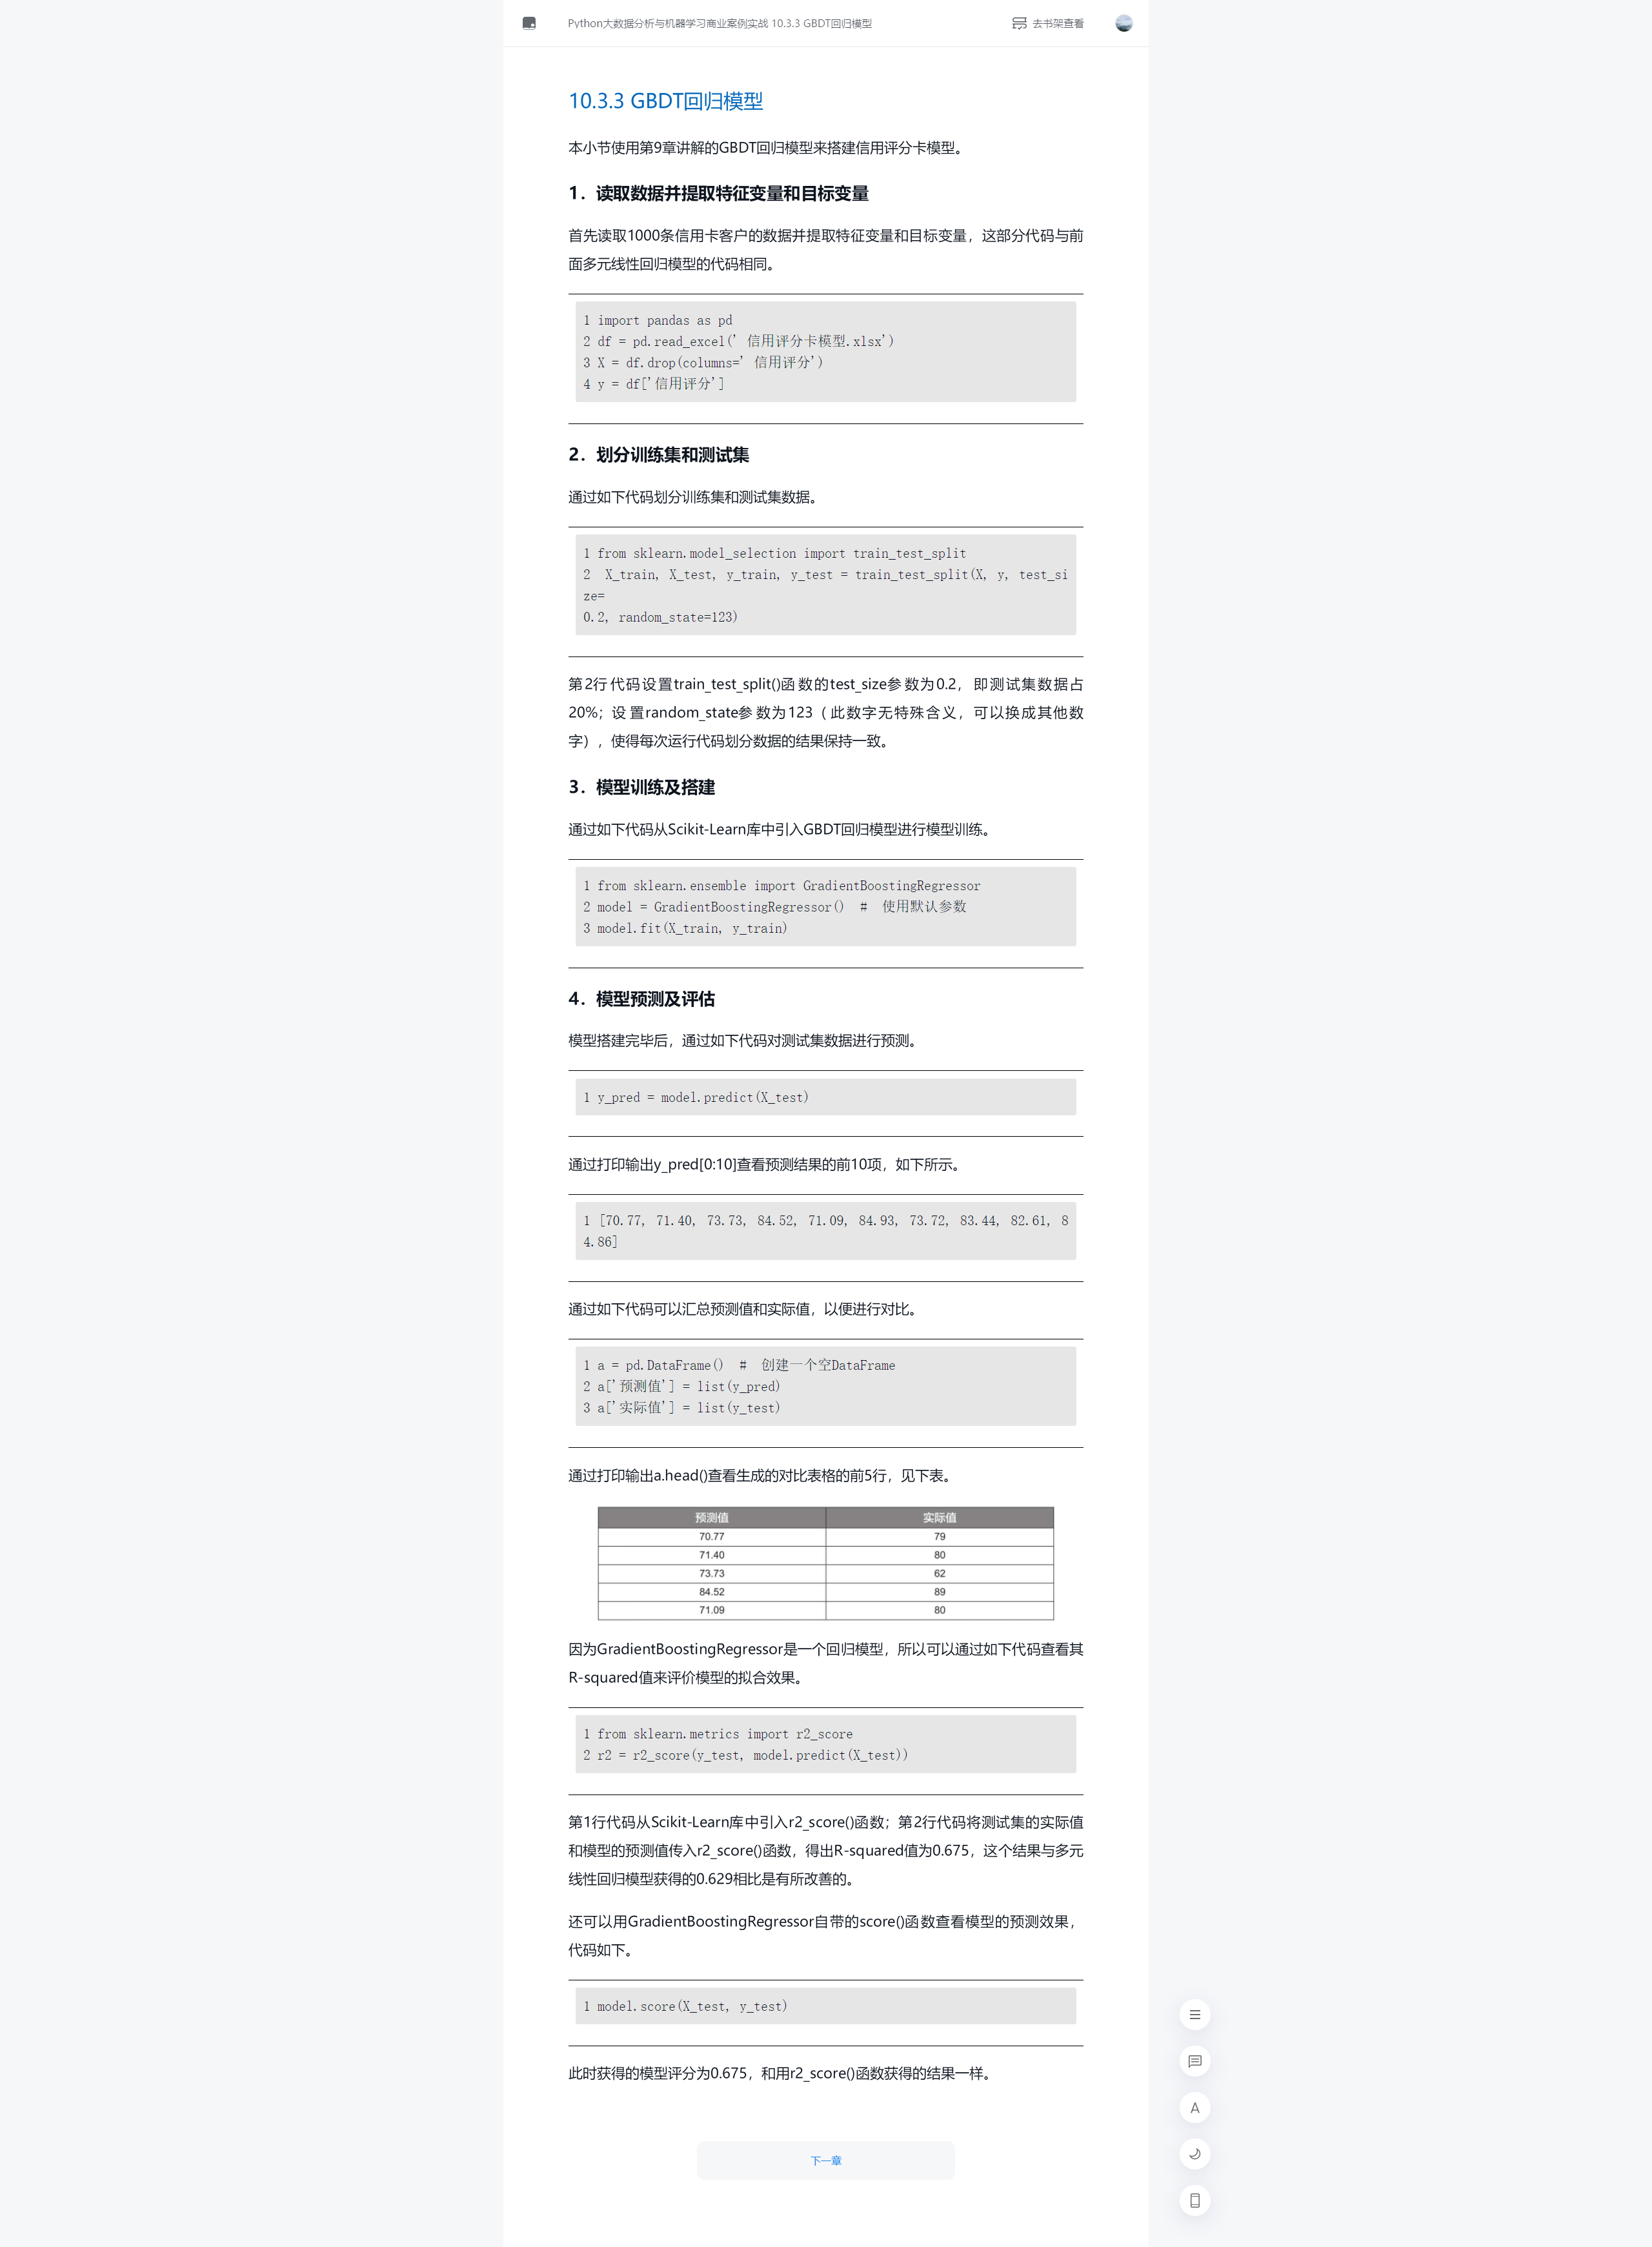 Python大数据分析与机器学习商业案例实战 10.3.3 GBDT回归模型
去书架查看
10.3.3 GBDT回归模型
本小节使用第9章讲解的GBDT回归模型来搭建信用评分卡模型。
1．读取数据并提取特征变量和目标变量
首先读取1000条信用卡客户的数据并提取特征变量和目标变量，这部分代码与前
面多元线性回归模型的代码相同。
1 import pandas as pd
2 df = pd.read_excel(' 信用评分卡模型.xlsx')
3 X = df.drop(columns=' 信用评分')
4 y = df['信用评分']
2．划分训练集和测试集
通过如下代码划分训练集和测试集数据。
1 from sklearn.model_selection import train_test_split
2  X_train, X_test, y_train, y_test = train_test_split(X, y, test_si
ze=
0.2, random_state=123)
第2行代码设置train_test_split()函数的test_size参数为0.2，即测试集数据占
20%；设置random_state参数为123（此数字无特殊含义，可以换成其他数
字），使得每次运行代码划分数据的结果保持一致。
3．模型训练及搭建
通过如下代码从Scikit-Learn库中引入GBDT回归模型进行模型训练。
1 from sklearn.ensemble import GradientBoostingRegressor
2 model = GradientBoostingRegressor()  #  使用默认参数
3 model.fit(X_train, y_train)
4．模型预测及评估
模型搭建完毕后，通过如下代码对测试集数据进行预测。
1 y_pred = model.predict(X_test)
通过打印输出y_pred[0:10]查看预测结果的前10项，如下所示。
1 [70.77, 71.40, 73.73, 84.52, 71.09, 84.93, 73.72, 83.44, 82.61, 8
4.86]
通过如下代码可以汇总预测值和实际值，以便进行对比。
1 a = pd.DataFrame()  #  创建一个空DataFrame
2 a['预测值'] = list(y_pred)
3 a['实际值'] = list(y_test)
通过打印输出a.head()查看生成的对比表格的前5行，见下表。
预测值 实际值
70.77 79
71.40 80
73.73 62
84.52 89
71.09 80
因为GradientBoostingRegressor是一个回归模型，所以可以通过如下代码查看其
R-squared值来评价模型的拟合效果。
1 from sklearn.metrics import r2_score
2 r2 = r2_score(y_test, model.predict(X_test))
第1行代码从Scikit-Learn库中引入r2_score()函数；第2行代码将测试集的实际值
和模型的预测值传入r2_score()函数，得出R-squared值为0.675，这个结果与多元
线性回归模型获得的0.629相比是有所改善的。
还可以用GradientBoostingRegressor自带的score()函数查看模型的预测效果，
代码如下。
1 model.score(X_test, y_test)
此时获得的模型评分为0.675，和用r2_score()函数获得的结果一样。
A
下一章